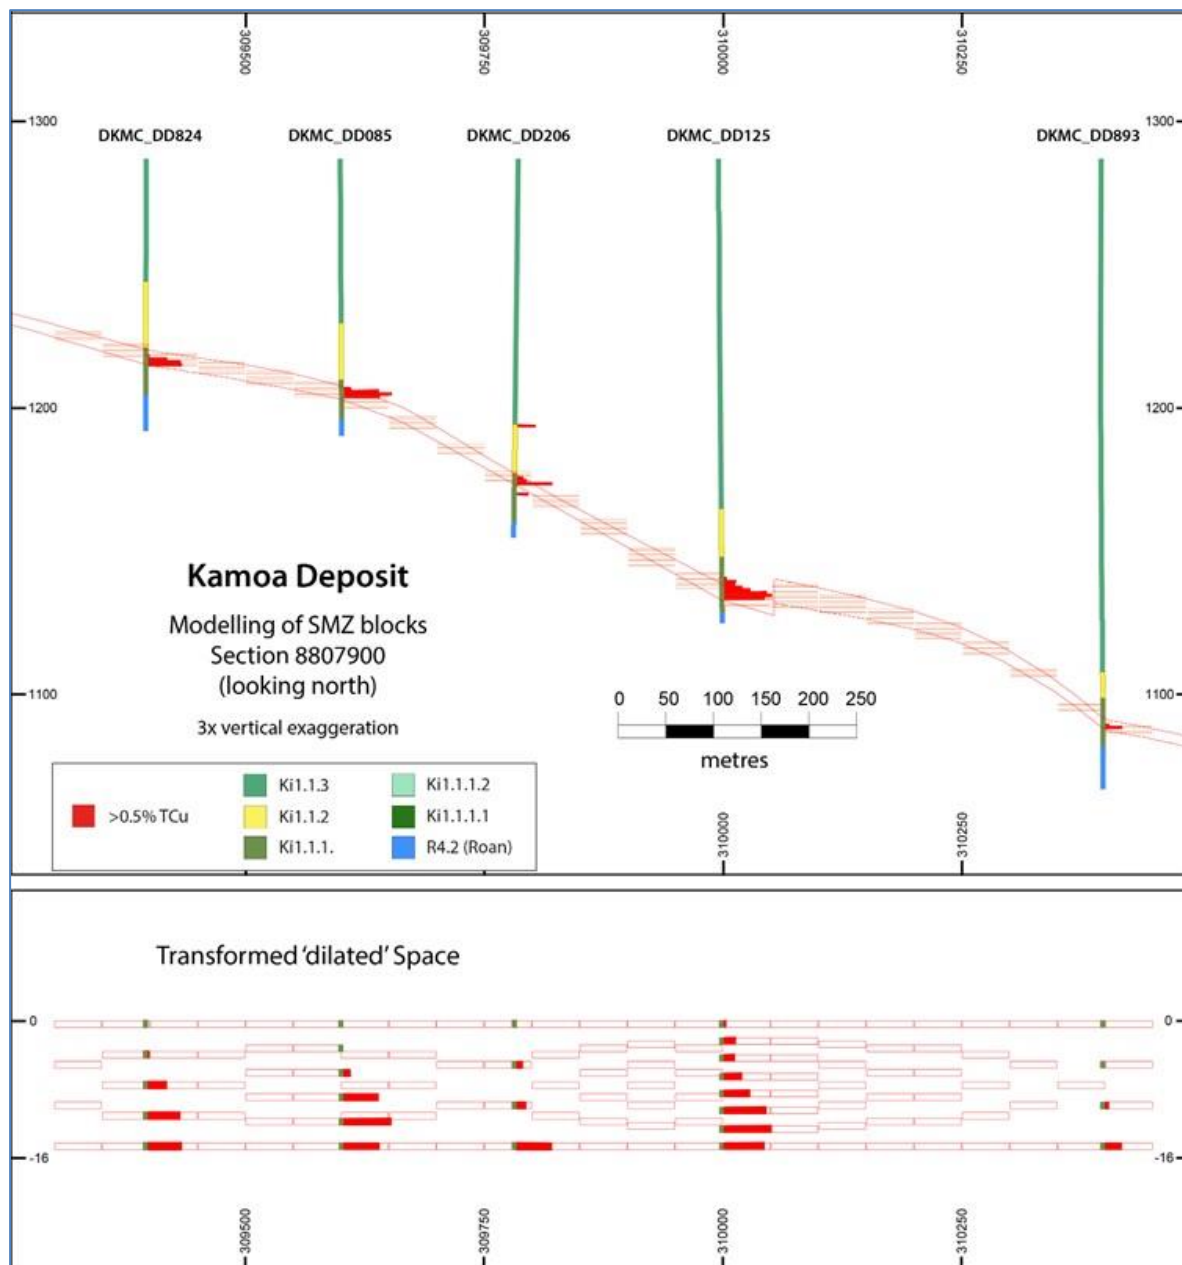 309500 309750 310000 310250
1300 1300
DKMC_DD824 DKMC_DD085 DKMC_DD206 DKMC_DD125 DKMC_DD893
1200 1200
Kamoa Deposit
Modelling of SMZ blocks
Section 8807900
(looking north)
3x vertical exaggeration
1100 1100
0 50 100 150 200 250
metres
>0.5% TCu
Ki1.1.3
Ki1.1.2
Ki1.1.1.
Ki1.1.1.2
Ki1.1.1.1
R4.2 (Roan)
310000 310250
Transformed ‘dilated’ Space
0 0
-16 -16
309500 309750 310000 310250